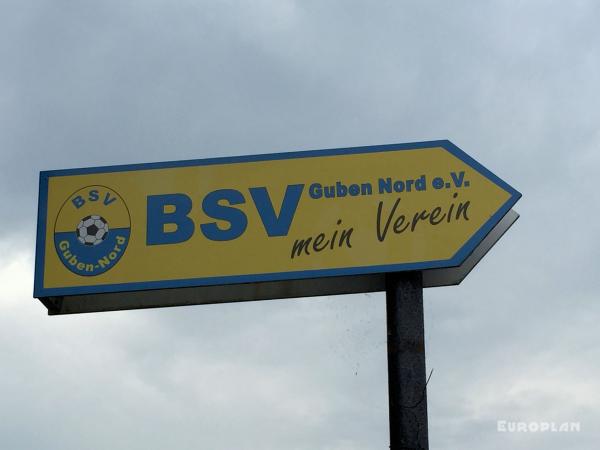 BSV
Guben-Nord
BSV
Guben Nord e.V.
mein Verein
EUROPLAN